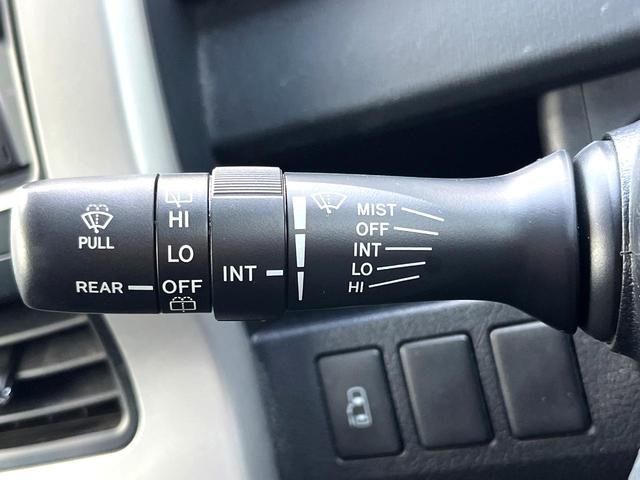 PULL
REAR
HI
LO
OFF
INT
MIST
OFF
INT
LO
HI